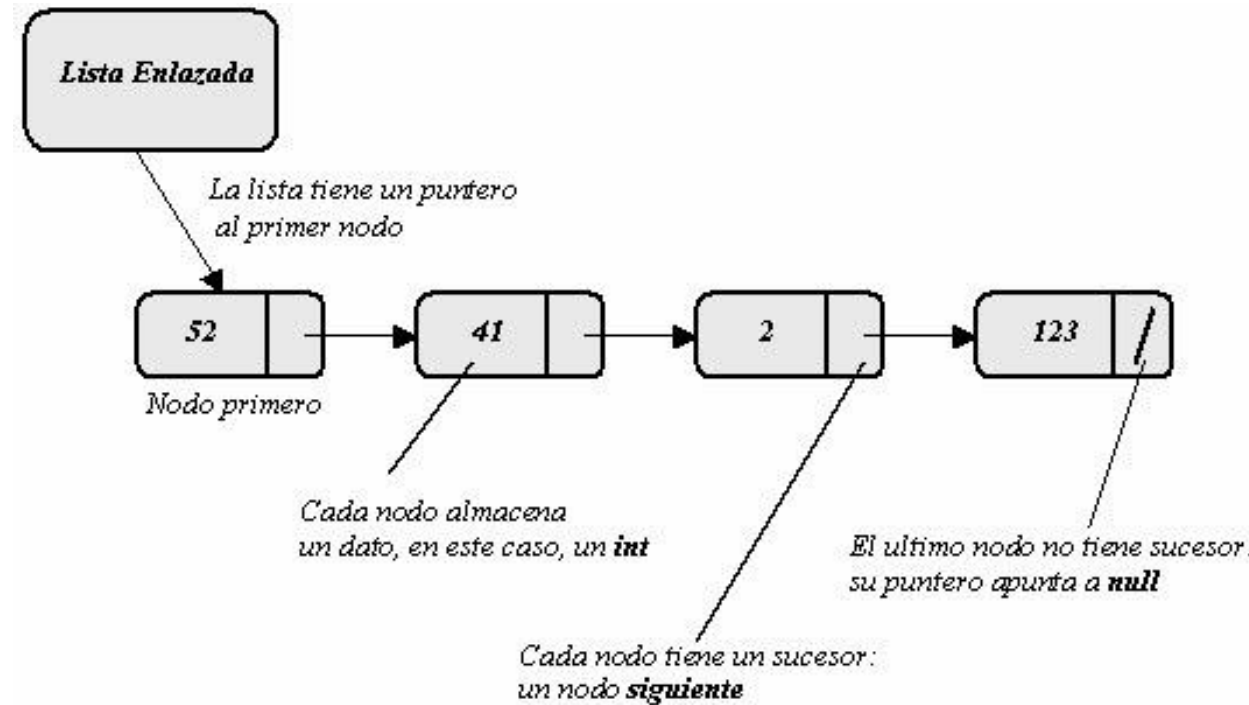 Lista Enlazada
La lista tiene un puntero
al primer nodo
52
41
2
123
Nodo primero
Cada nodo almacena
un dato, en este caso, un int
El ultimo nodo no tiene sucesor:
su puntero apunta a null
Cada nodo tiene un sucesor:
un nodo siguiente